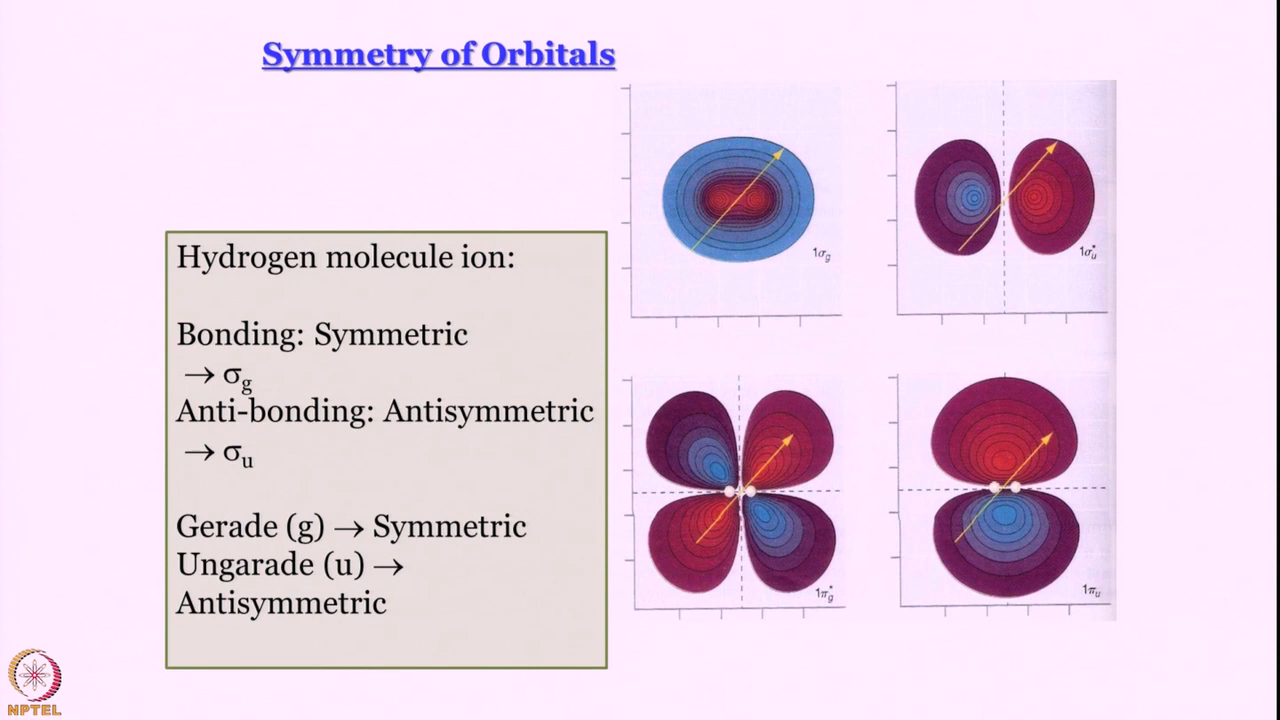 Symmetry of Orbitals
Hydrogen molecule ion:
Bonding: Symmetric
→ σg
Anti-bonding: Antisymmetric
→ σu
Gerade (g) → Symmetric
Ungarade (u) →
Antisymmetric
1σg
1σu*
1πg*
1πu
NPTEL